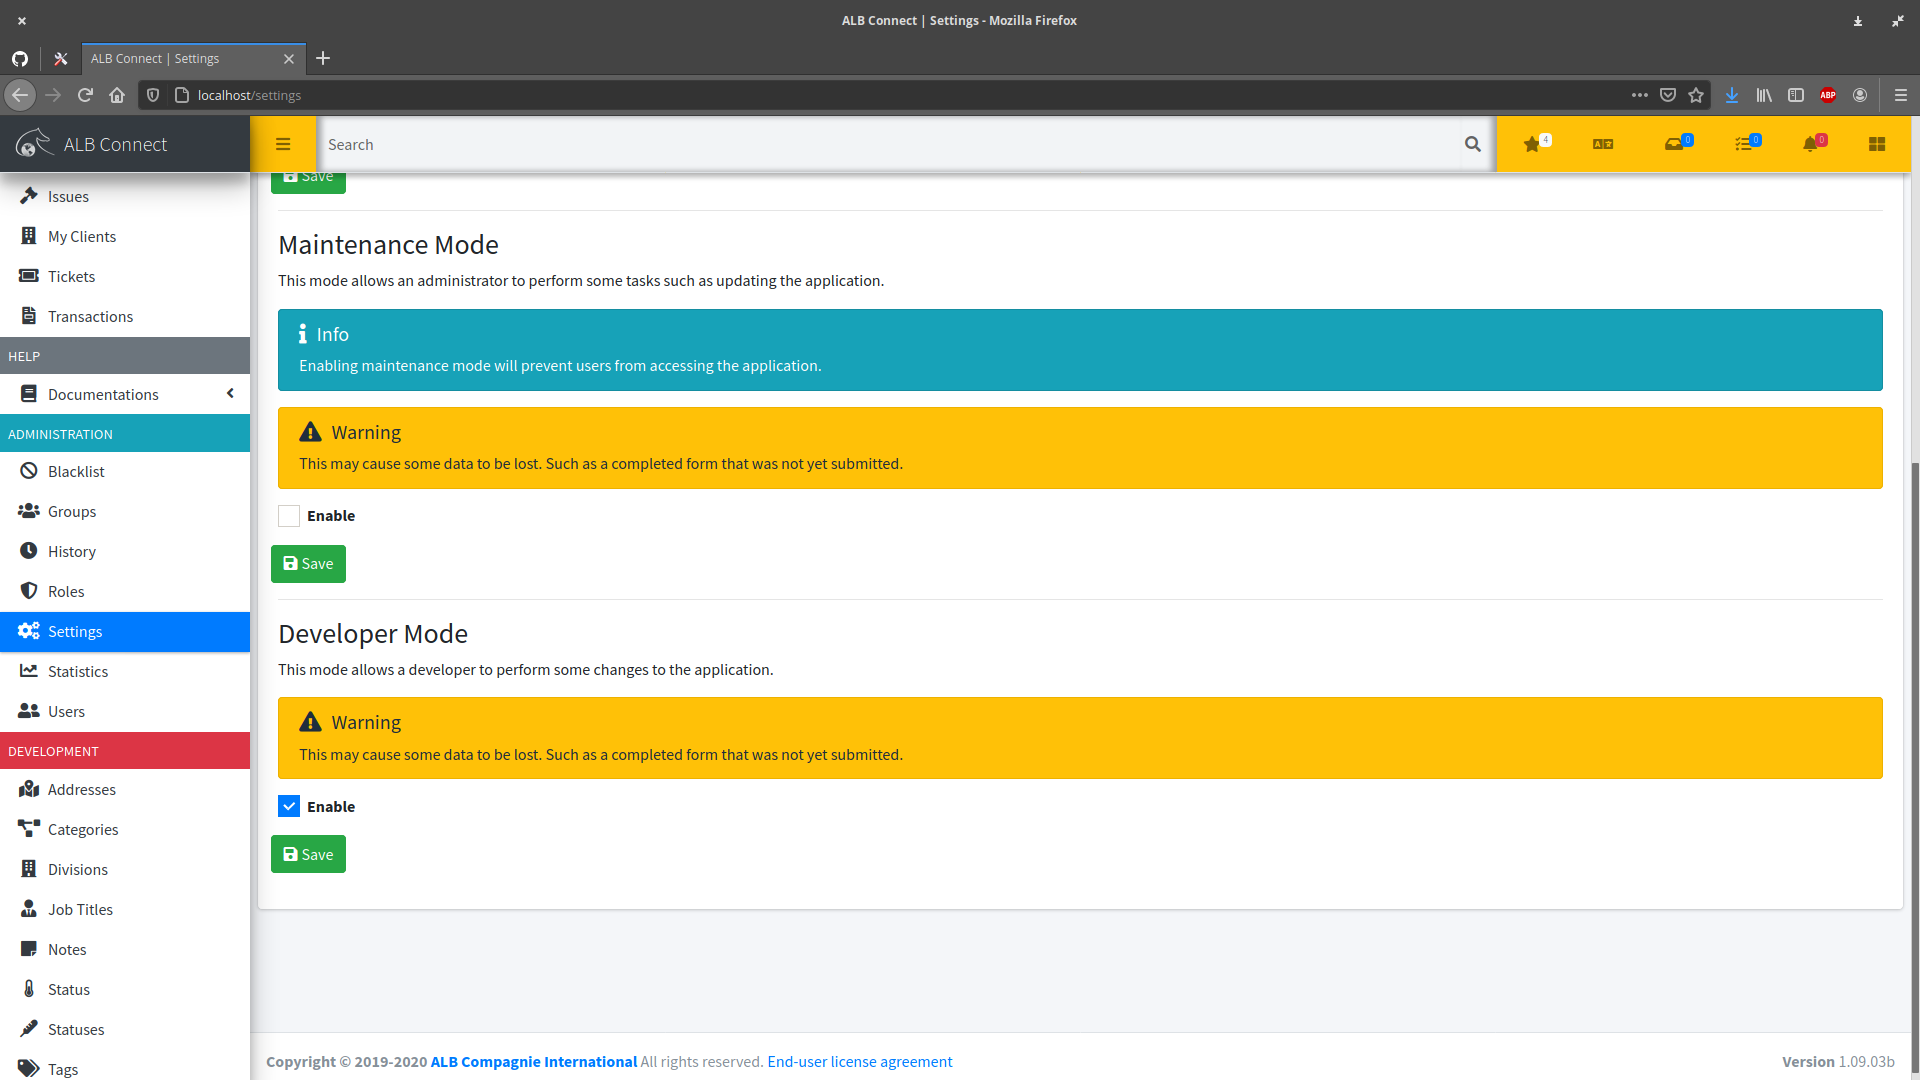 ALB Connect | Settings - Mozilla Firefox
ALB Connect | Settings
localhost/settings
ABP
ALB Connect
Search
4
0
0
0
Save
Issues
My Clients
Tickets
Transactions
HELP
Documentations
ADMINISTRATION
Blacklist
Groups
History
Roles
Settings
Statistics
Users
DEVELOPMENT
Addresses
Categories
Divisions
Job Titles
Notes
Status
Statuses
Tags
Maintenance Mode
This mode allows an administrator to perform some tasks such as updating the application.
Info
Enabling maintenance mode will prevent users from accessing the application.
Warning
This may cause some data to be lost. Such as a completed form that was not yet submitted.
Enable
Save
Developer Mode
This mode allows a developer to perform some changes to the application.
Warning
This may cause some data to be lost. Such as a completed form that was not yet submitted.
Enable
Save
Copyright © 2019-2020 ALB Compagnie International All rights reserved. End-user license agreement
Version 1.09.03b